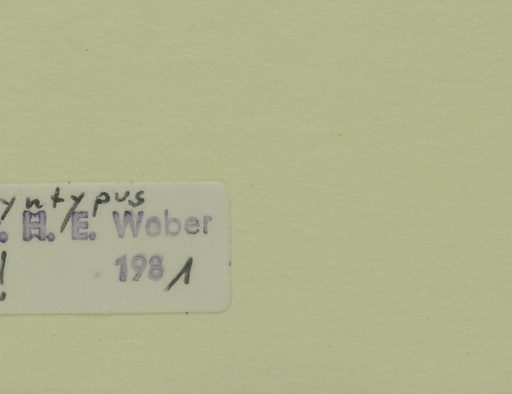 yntypus
. H. E. Weber
! 1981